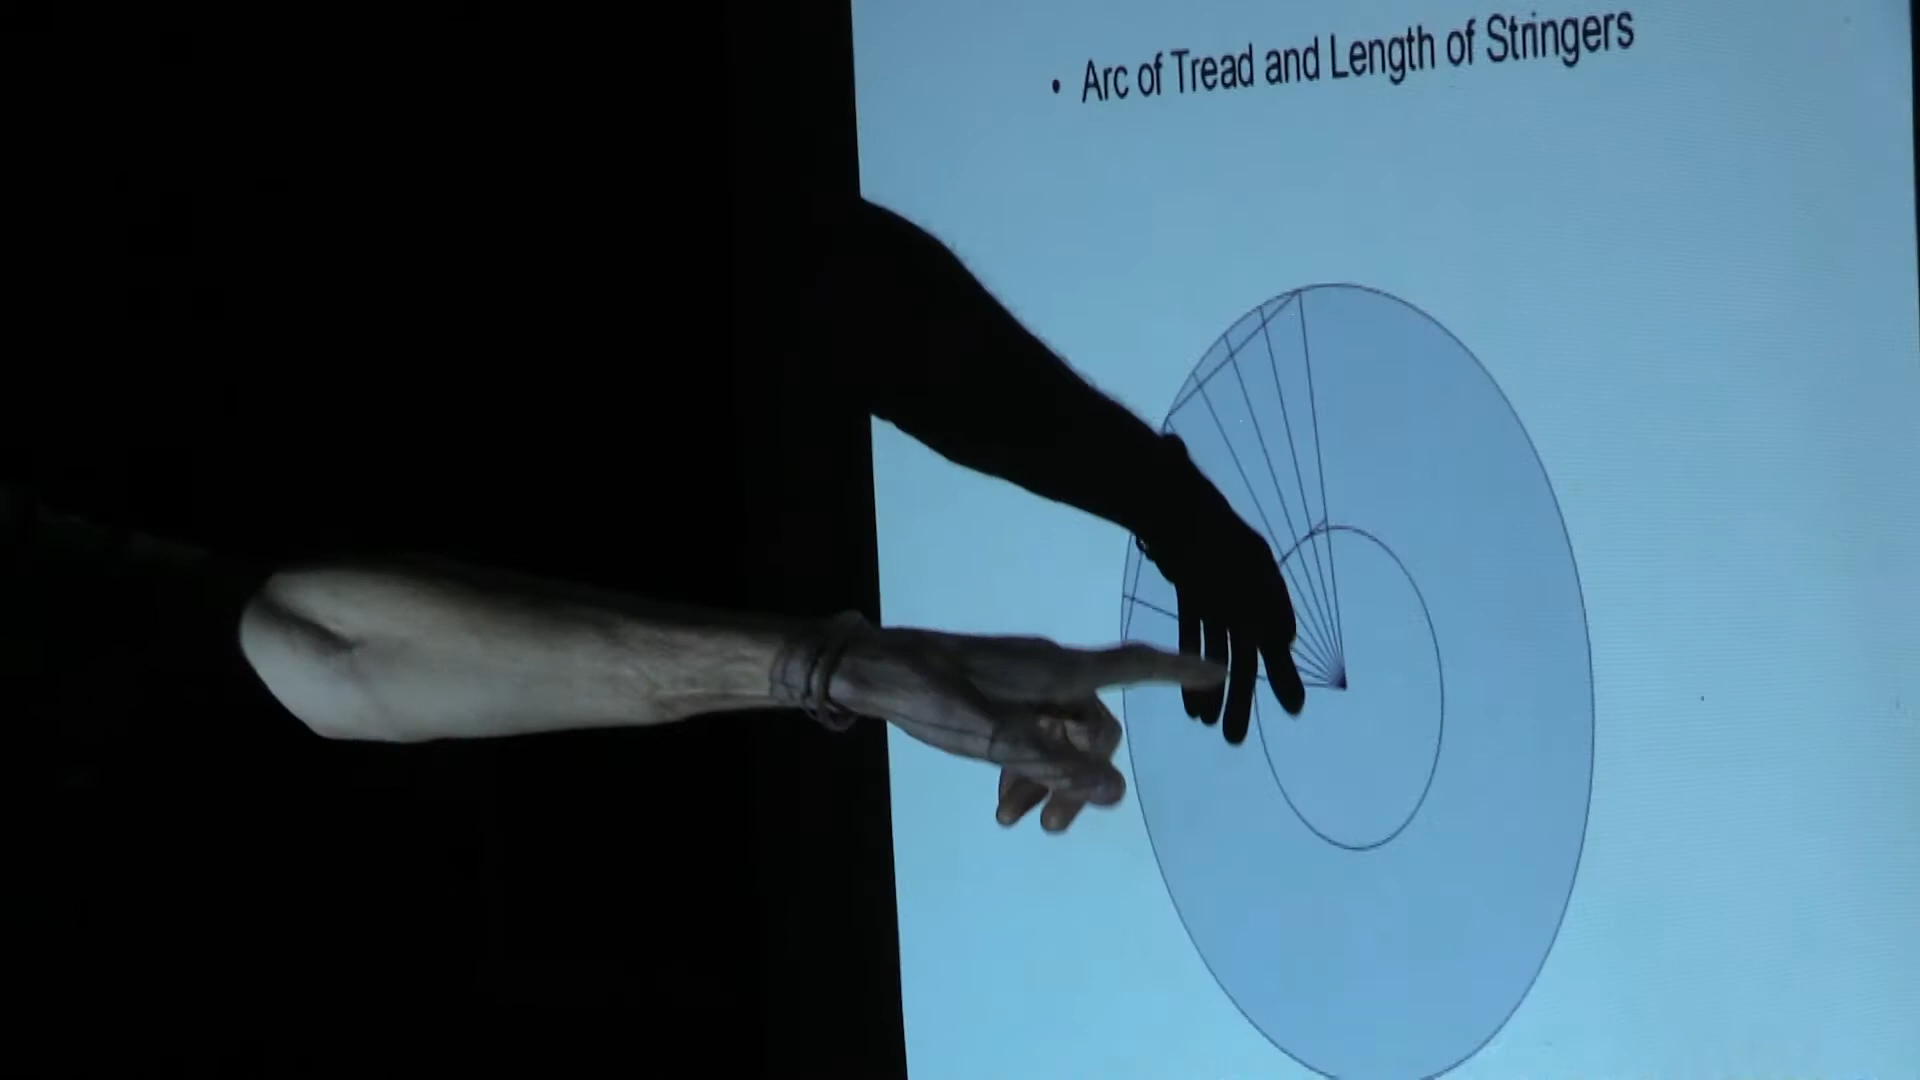 • Arc of Tread and Length of Stringers